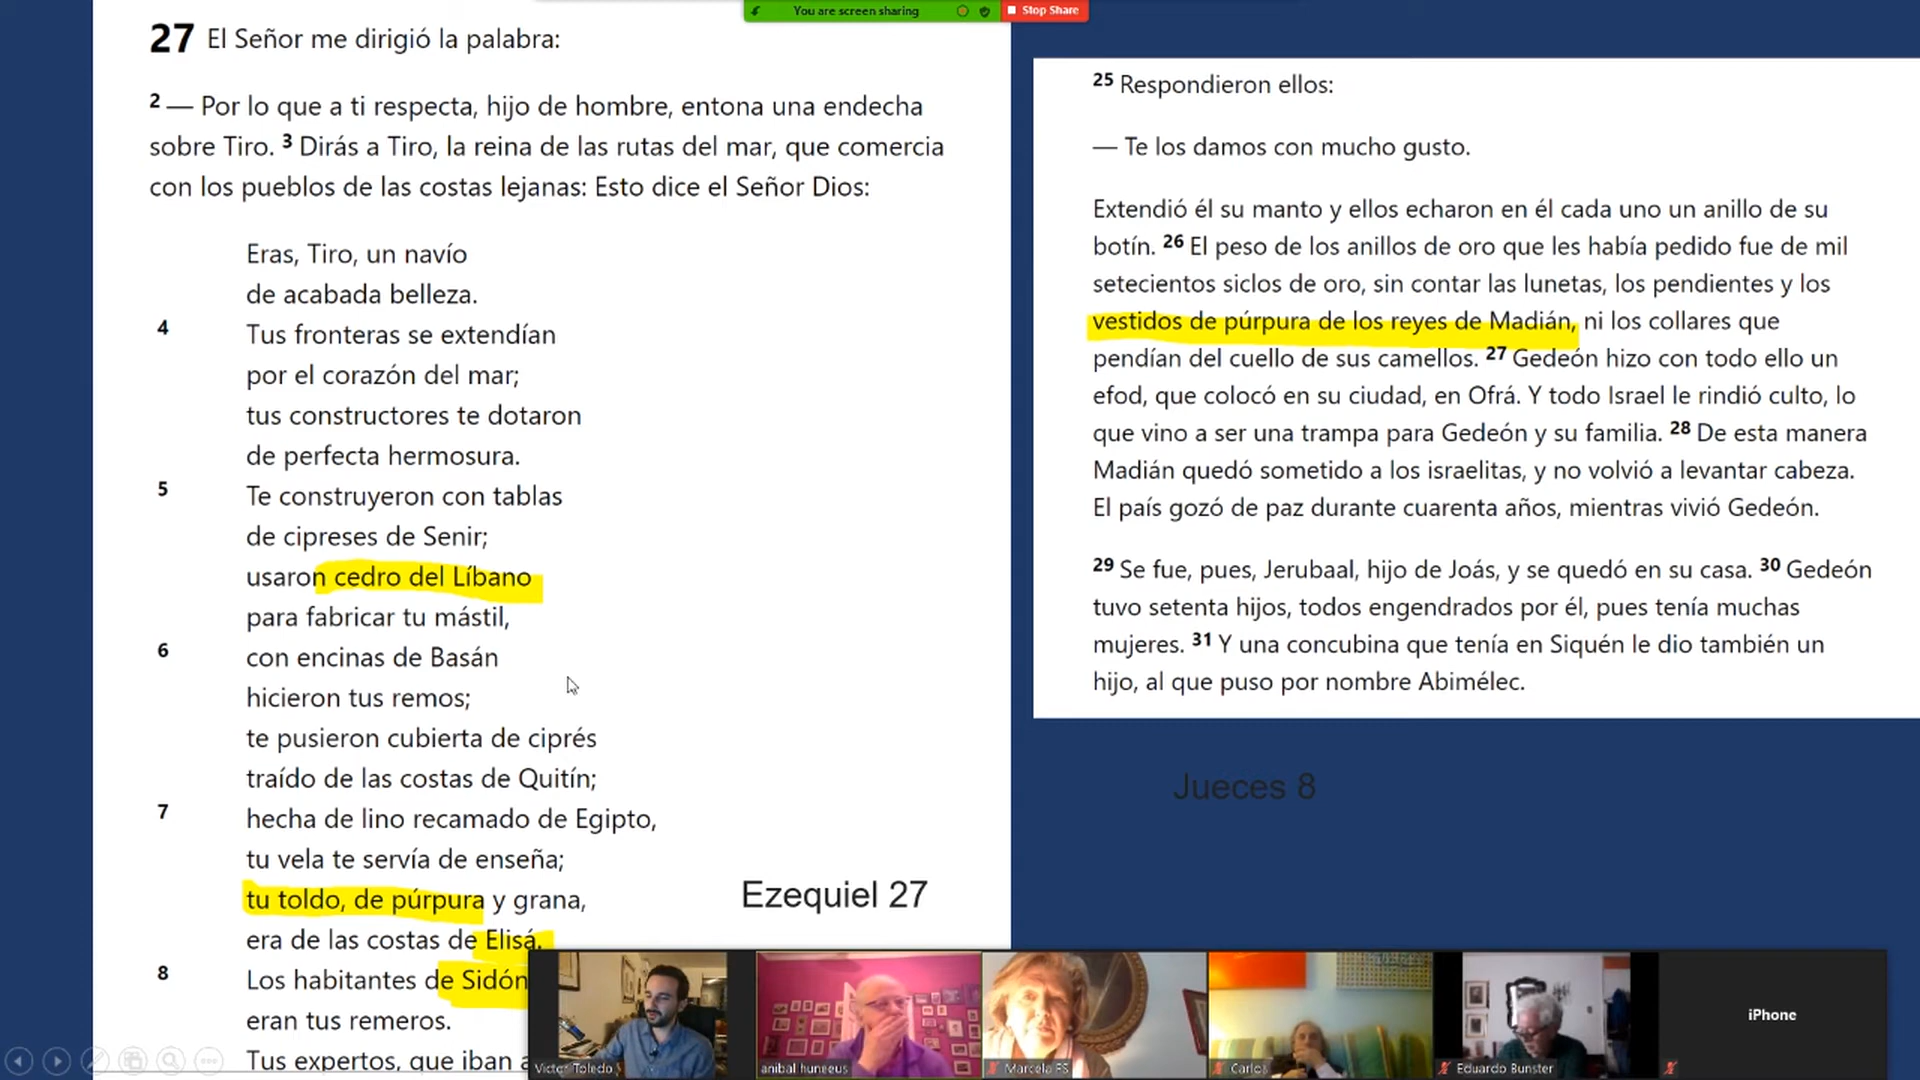 You are screen sharing
Stop Share
27 El Señor me dirigió la palabra:
2 — Por lo que a ti respecta, hijo de hombre, entona una endecha
sobre Tiro. 3 Dirás a Tiro, la reina de las rutas del mar, que comercia
con los pueblos de las costas lejanas: Esto dice el Señor Dios:
Eras, Tiro, un navío
de acabada belleza.
4 Tus fronteras se extendían
por el corazón del mar;
tus constructores te dotaron
de perfecta hermosura.
5 Te construyeron con tablas
de cipreses de Senir;
usaron cedro del Líbano
para fabricar tu mástil,
6 con encinas de Basán
hicieron tus remos;
te pusieron cubierta de ciprés
traído de las costas de Quitín;
7 hecha de lino recamado de Egipto,
tu vela te servía de enseña;
tu toldo, de púrpura y grana,
era de las costas de Elisá.
8 Los habitantes de Sidón
eran tus remeros.
Tus expertos, que iban a
Ezequiel 27
25 Respondieron ellos:
— Te los damos con mucho gusto.
Extendió él su manto y ellos echaron en él cada uno un anillo de su
botín. 26 El peso de los anillos de oro que les había pedido fue de mil
setecientos siclos de oro, sin contar las lunetas, los pendientes y los
vestidos de púrpura de los reyes de Madián, ni los collares que
pendían del cuello de sus camellos. 27 Gedeón hizo con todo ello un
efod, que colocó en su ciudad, en Ofrá. Y todo Israel le rindió culto, lo
que vino a ser una trampa para Gedeón y su familia. 28 De esta manera
Madián quedó sometido a los israelitas, y no volvió a levantar cabeza.
El país gozó de paz durante cuarenta años, mientras vivió Gedeón.
29 Se fue, pues, Jerubaal, hijo de Joás, y se quedó en su casa. 30 Gedeón
tuvo setenta hijos, todos engendrados por él, pues tenía muchas
mujeres. 31 Y una concubina que tenía en Siquén le dio también un
hijo, al que puso por nombre Abimélec.
Jueces 8
Victor Toledo
anibal huneeus
Marcela FS
Carlos
Eduardo Bunster
iPhone